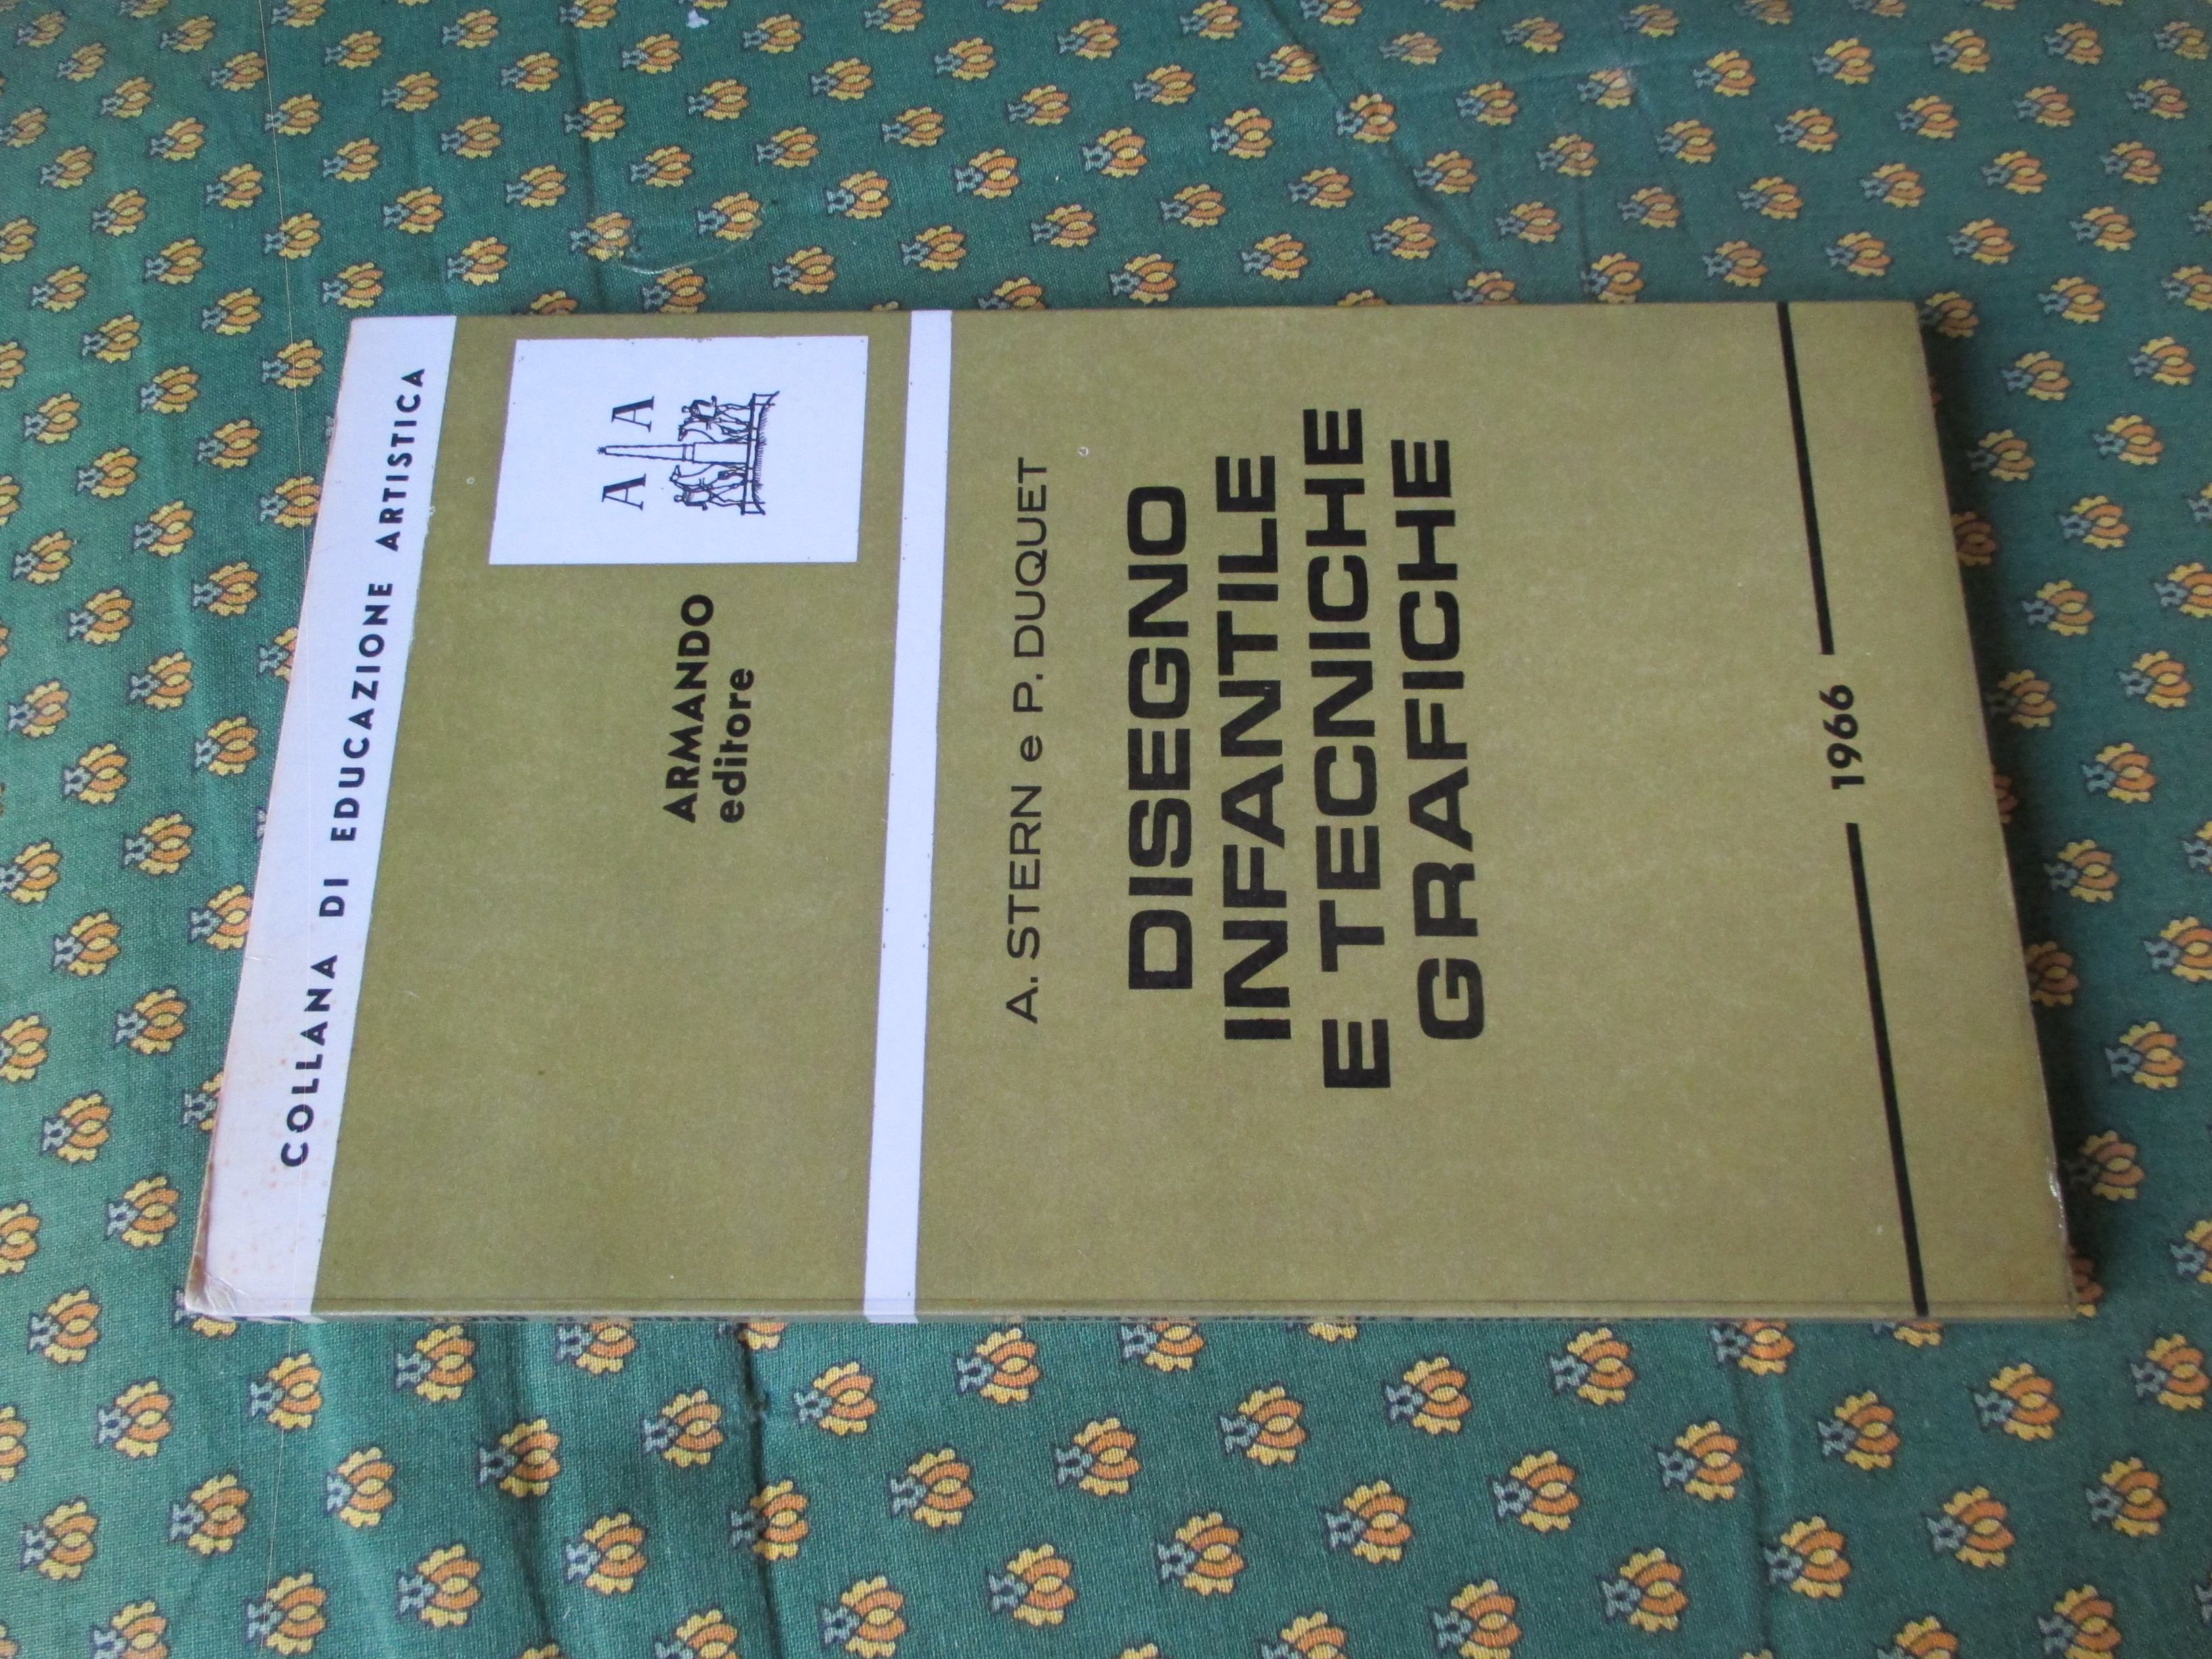 COLLANA DI EDUCAZIONE ARTISTICA
A A
ARMANDO
editore
A. STERN e P. DUQUET
DISEGNO
INFANTILE
E TECNICHE
GRAFICHE
1966